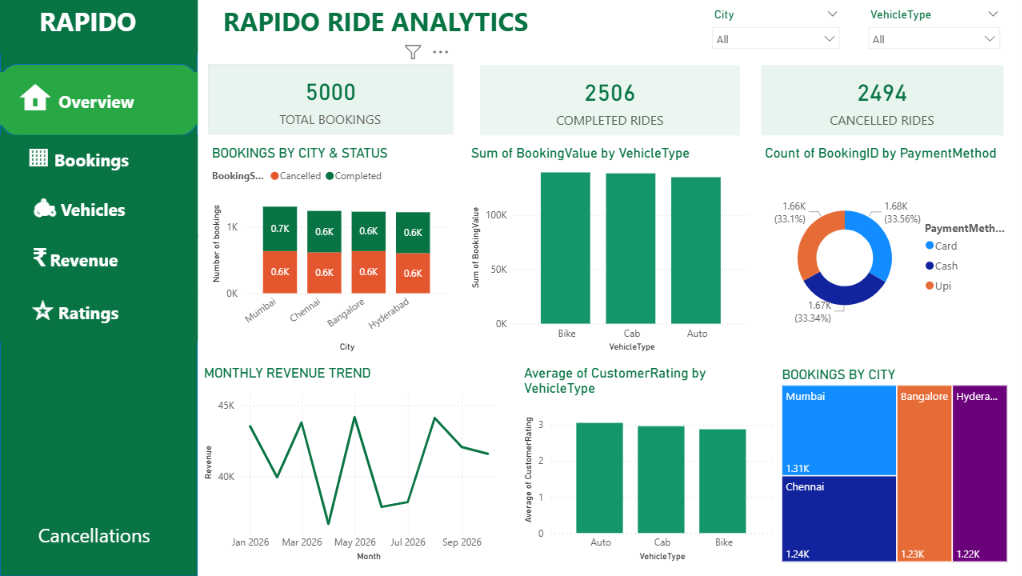 RAPIDO
Overview
Bookings
Vehicles
₹ Revenue
Ratings
Cancellations
RAPIDO RIDE ANALYTICS
City
All
VehicleType
All
5000
TOTAL BOOKINGS
2506
COMPLETED RIDES
2494
CANCELLED RIDES
BOOKINGS BY CITY & STATUS
BookingS... Cancelled Completed
Number of bookings
1K
0K
0.7K 0.6K 0.6K 0.6K
0.6K 0.6K 0.6K 0.6K
Mumbai Chennai Bangalore Hyderabad
City
Sum of BookingValue by VehicleType
Sum of BookingValue
100K
50K
0K
Bike Cab Auto
VehicleType
Count of BookingID by PaymentMethod
1.66K
(33.1%)
1.68K
(33.56%)
1.67K
(33.34%)
PaymentMeth...
Card
Cash
Upi
MONTHLY REVENUE TREND
Revenue
45K
40K
Jan 2026 Mar 2026 May 2026 Jul 2026 Sep 2026
Month
Average of CustomerRating by
VehicleType
Average of CustomerRating
3
2
1
0
Auto Cab Bike
VehicleType
BOOKINGS BY CITY
Mumbai
1.31K
Chennai
1.24K
Bangalore
1.23K
Hydera...
1.22K